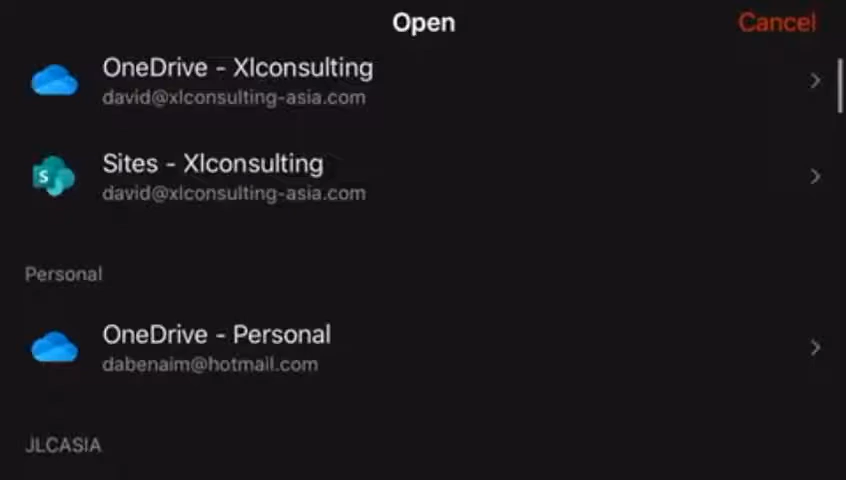 Open
Cancel
OneDrive - Xlconsulting
david@xlconsulting-asia.com
S
Sites - Xlconsulting
david@xlconsulting-asia.com
Personal
OneDrive - Personal
dabenaim@hotmail.com
JLCASIA